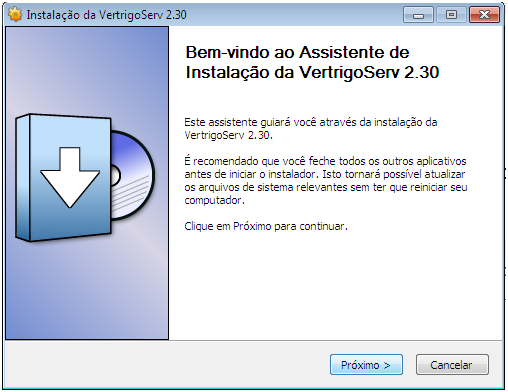 Instalação da VertrigoServ 2.30
Bem-vindo ao Assistente de
Instalação da VertrigoServ 2.30
Este assistente guiará você através da instalação da
VertrigoServ 2.30.
É recomendado que você feche todos os outros aplicativos
antes de iniciar o instalador. Isto tornará possível atualizar
os arquivos de sistema relevantes sem ter que reiniciar seu
computador.
Clique em Próximo para continuar.
Próximo >
Cancelar